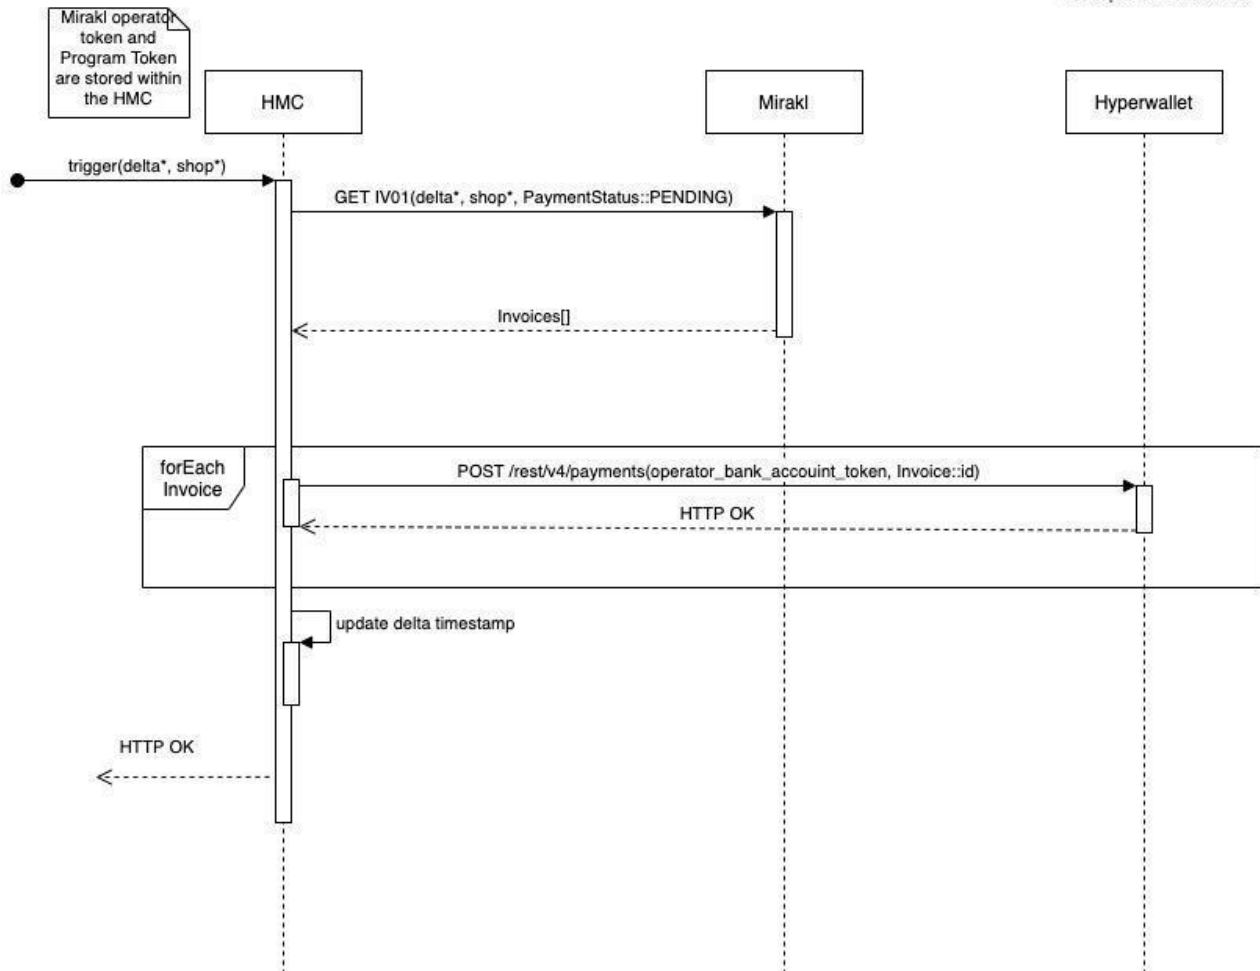 Mirakl operator
token and
Program Token
are stored within
the HMC
HMC
Mirakl
Hyperwallet
trigger(delta*, shop*)
GET IV01(delta*, shop*, PaymentStatus::PENDING)
Invoices[]
forEach
Invoice
POST /rest/v4/payments(operator_bank_accouint_token, Invoice::id)
HTTP OK
update delta timestamp
HTTP OK